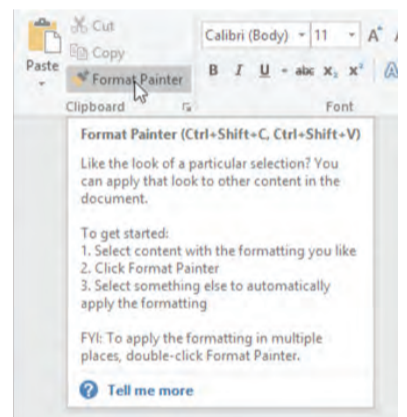 Cut
Copy
Paste
Format Painter
Clipboard
Calibri (Body) 11 A A
B I U abc X₂ X² A
Font
Format Painter (Ctrl+Shift+C, Ctrl+Shift+V)
Like the look of a particular selection? You
can apply that look to other content in the
document.
To get started:
1. Select content with the formatting you like
2. Click Format Painter
3. Select something else to automatically
apply the formatting
FYI: To apply the formatting in multiple
places, double-click Format Painter.
? Tell me more